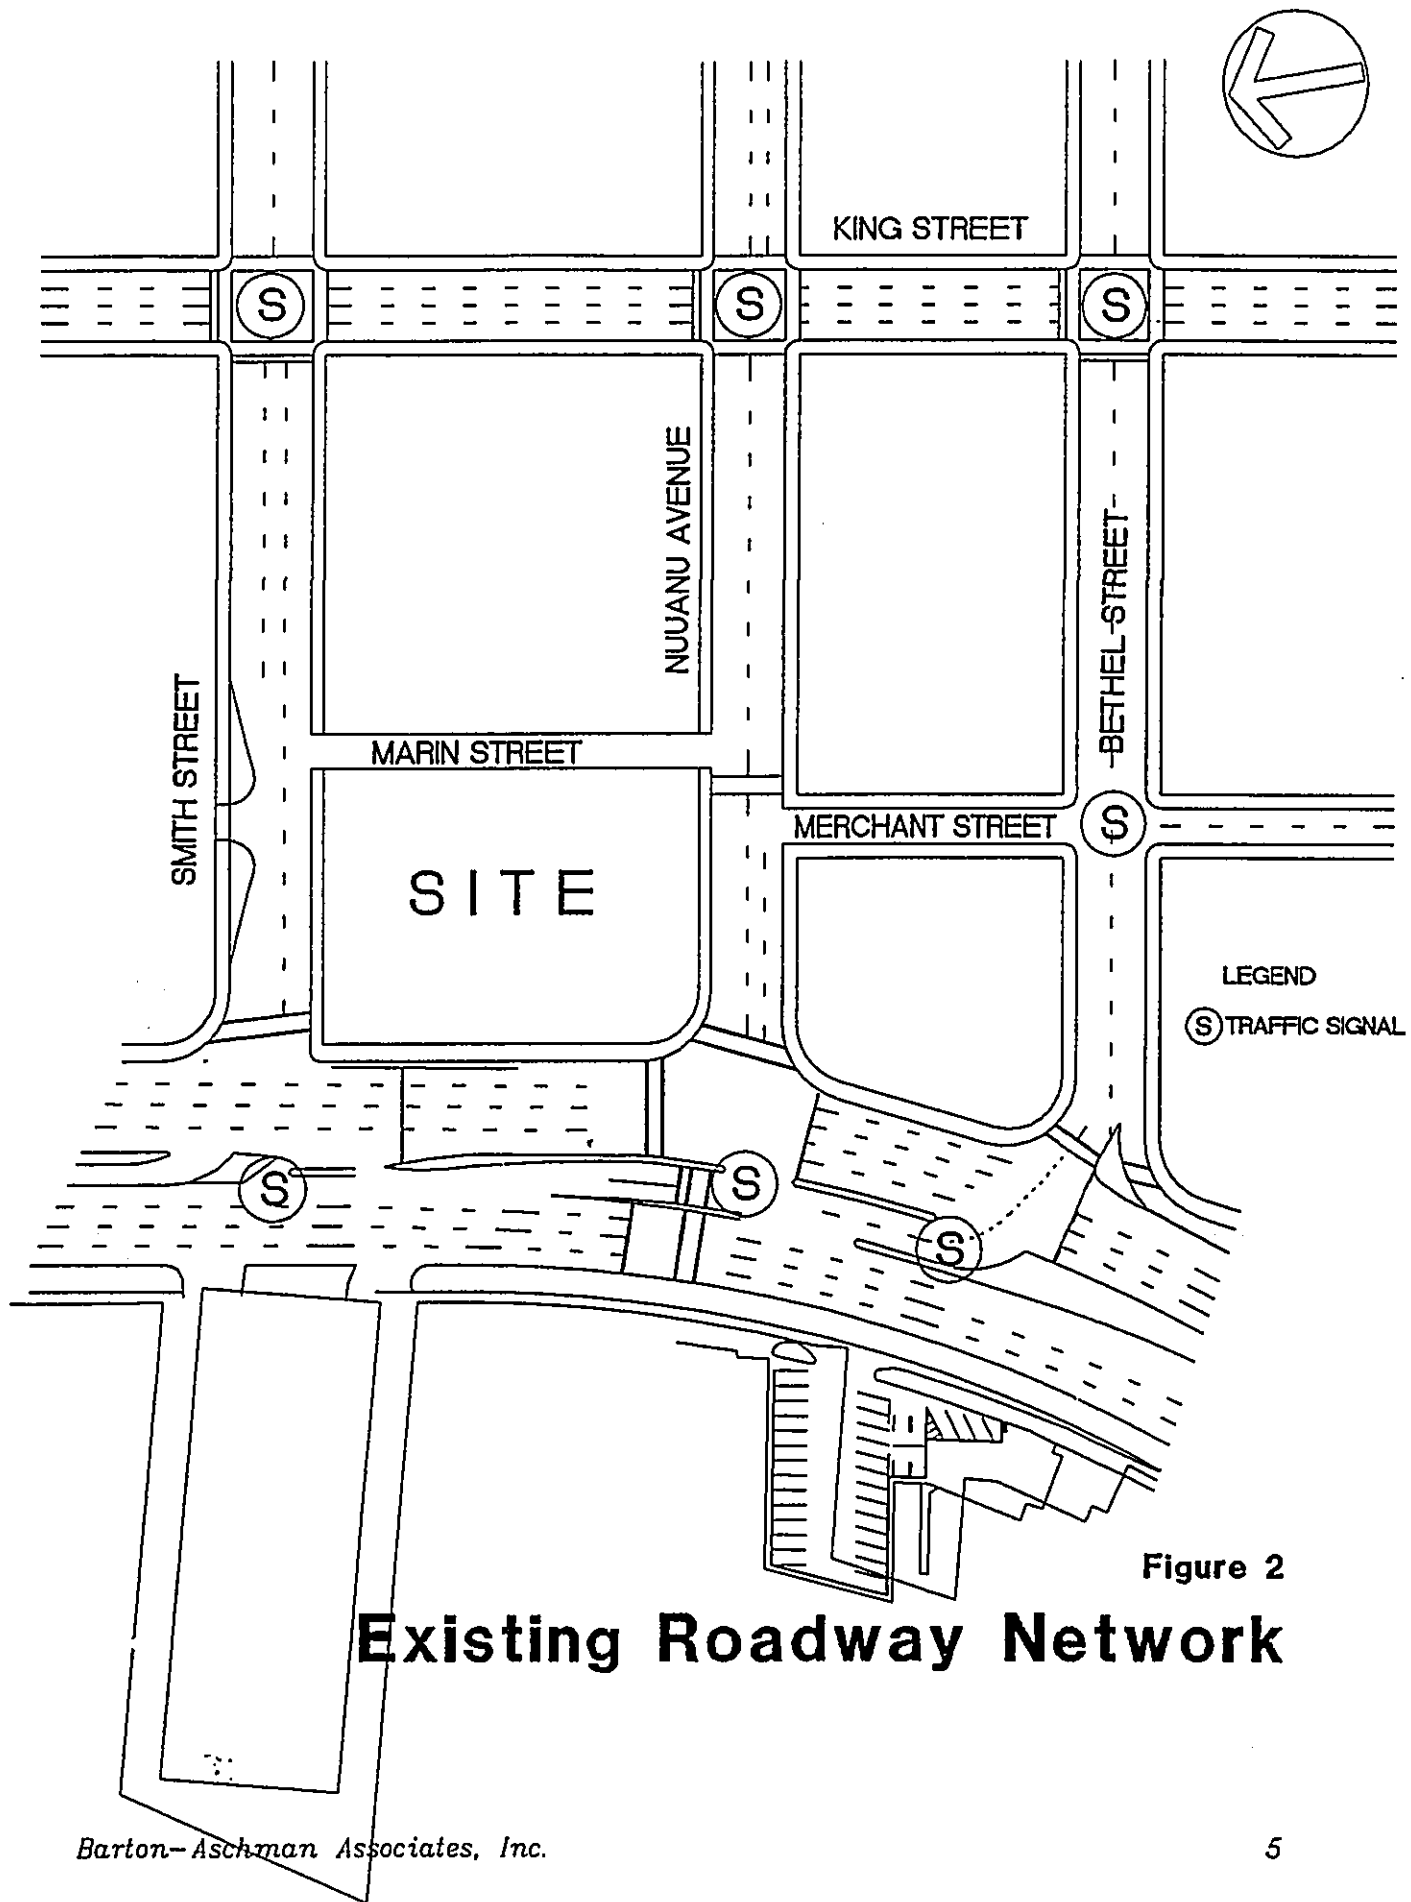 KING STREET
S
S
S
NUUANU AVENUE
BETHEL STREET
SMITH STREET
MARIN STREET
MERCHANT STREET
S
SITE
LEGEND
S TRAFFIC SIGNAL
S
S
S
Figure 2
Existing Roadway Network
Barton-Aschman Associates, Inc.
5